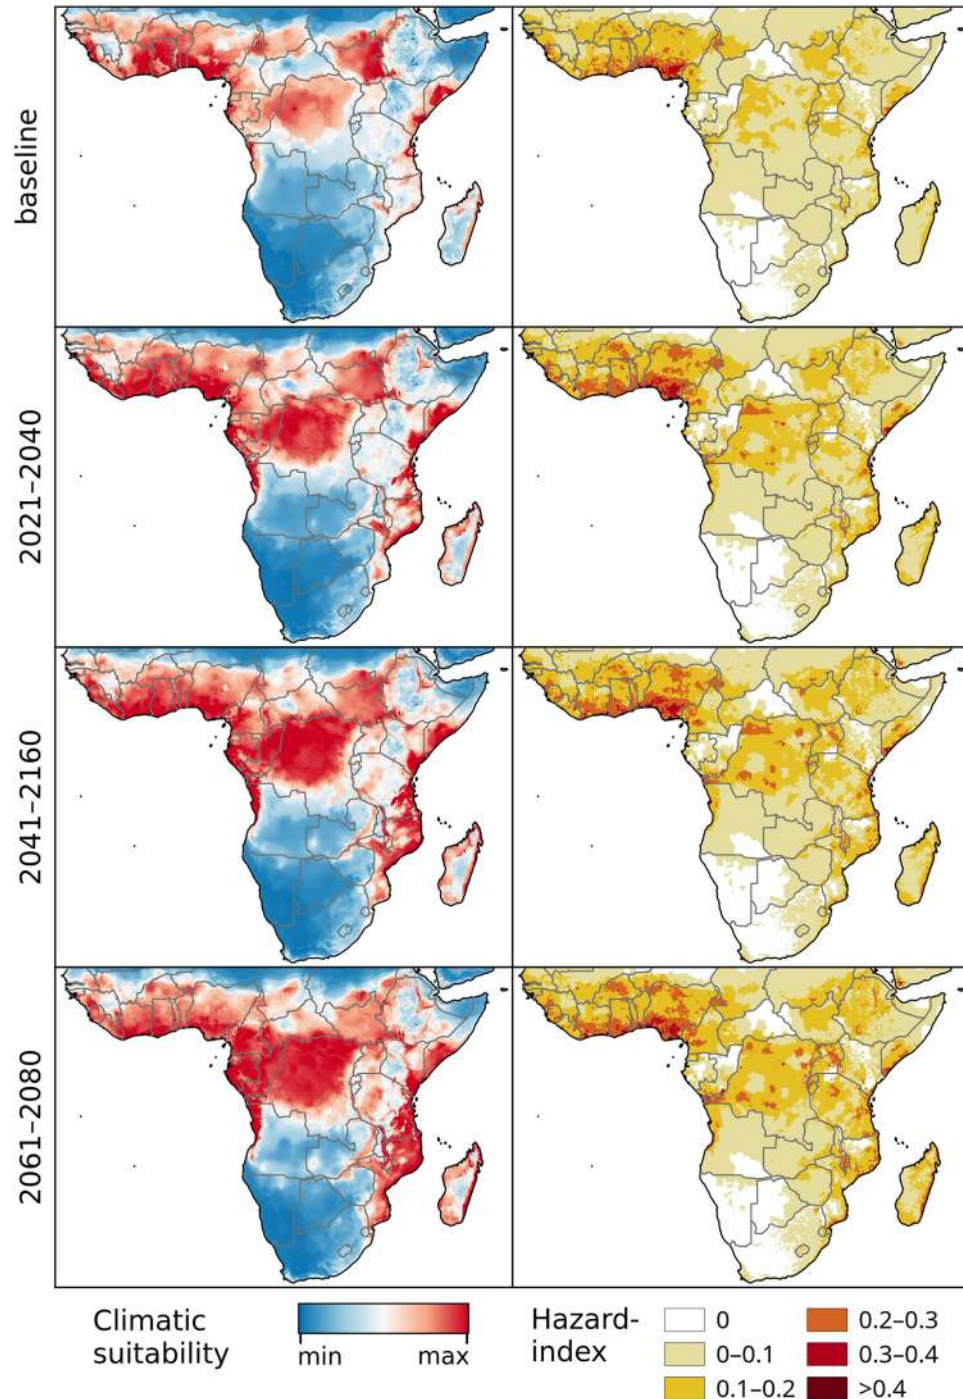 baseline
2021–2040
2041–2160
2061–2080
Climatic
suitability
min
max
Hazard-
index
0
0–0.1
0.1–0.2
0.2–0.3
0.3–0.4
>0.4